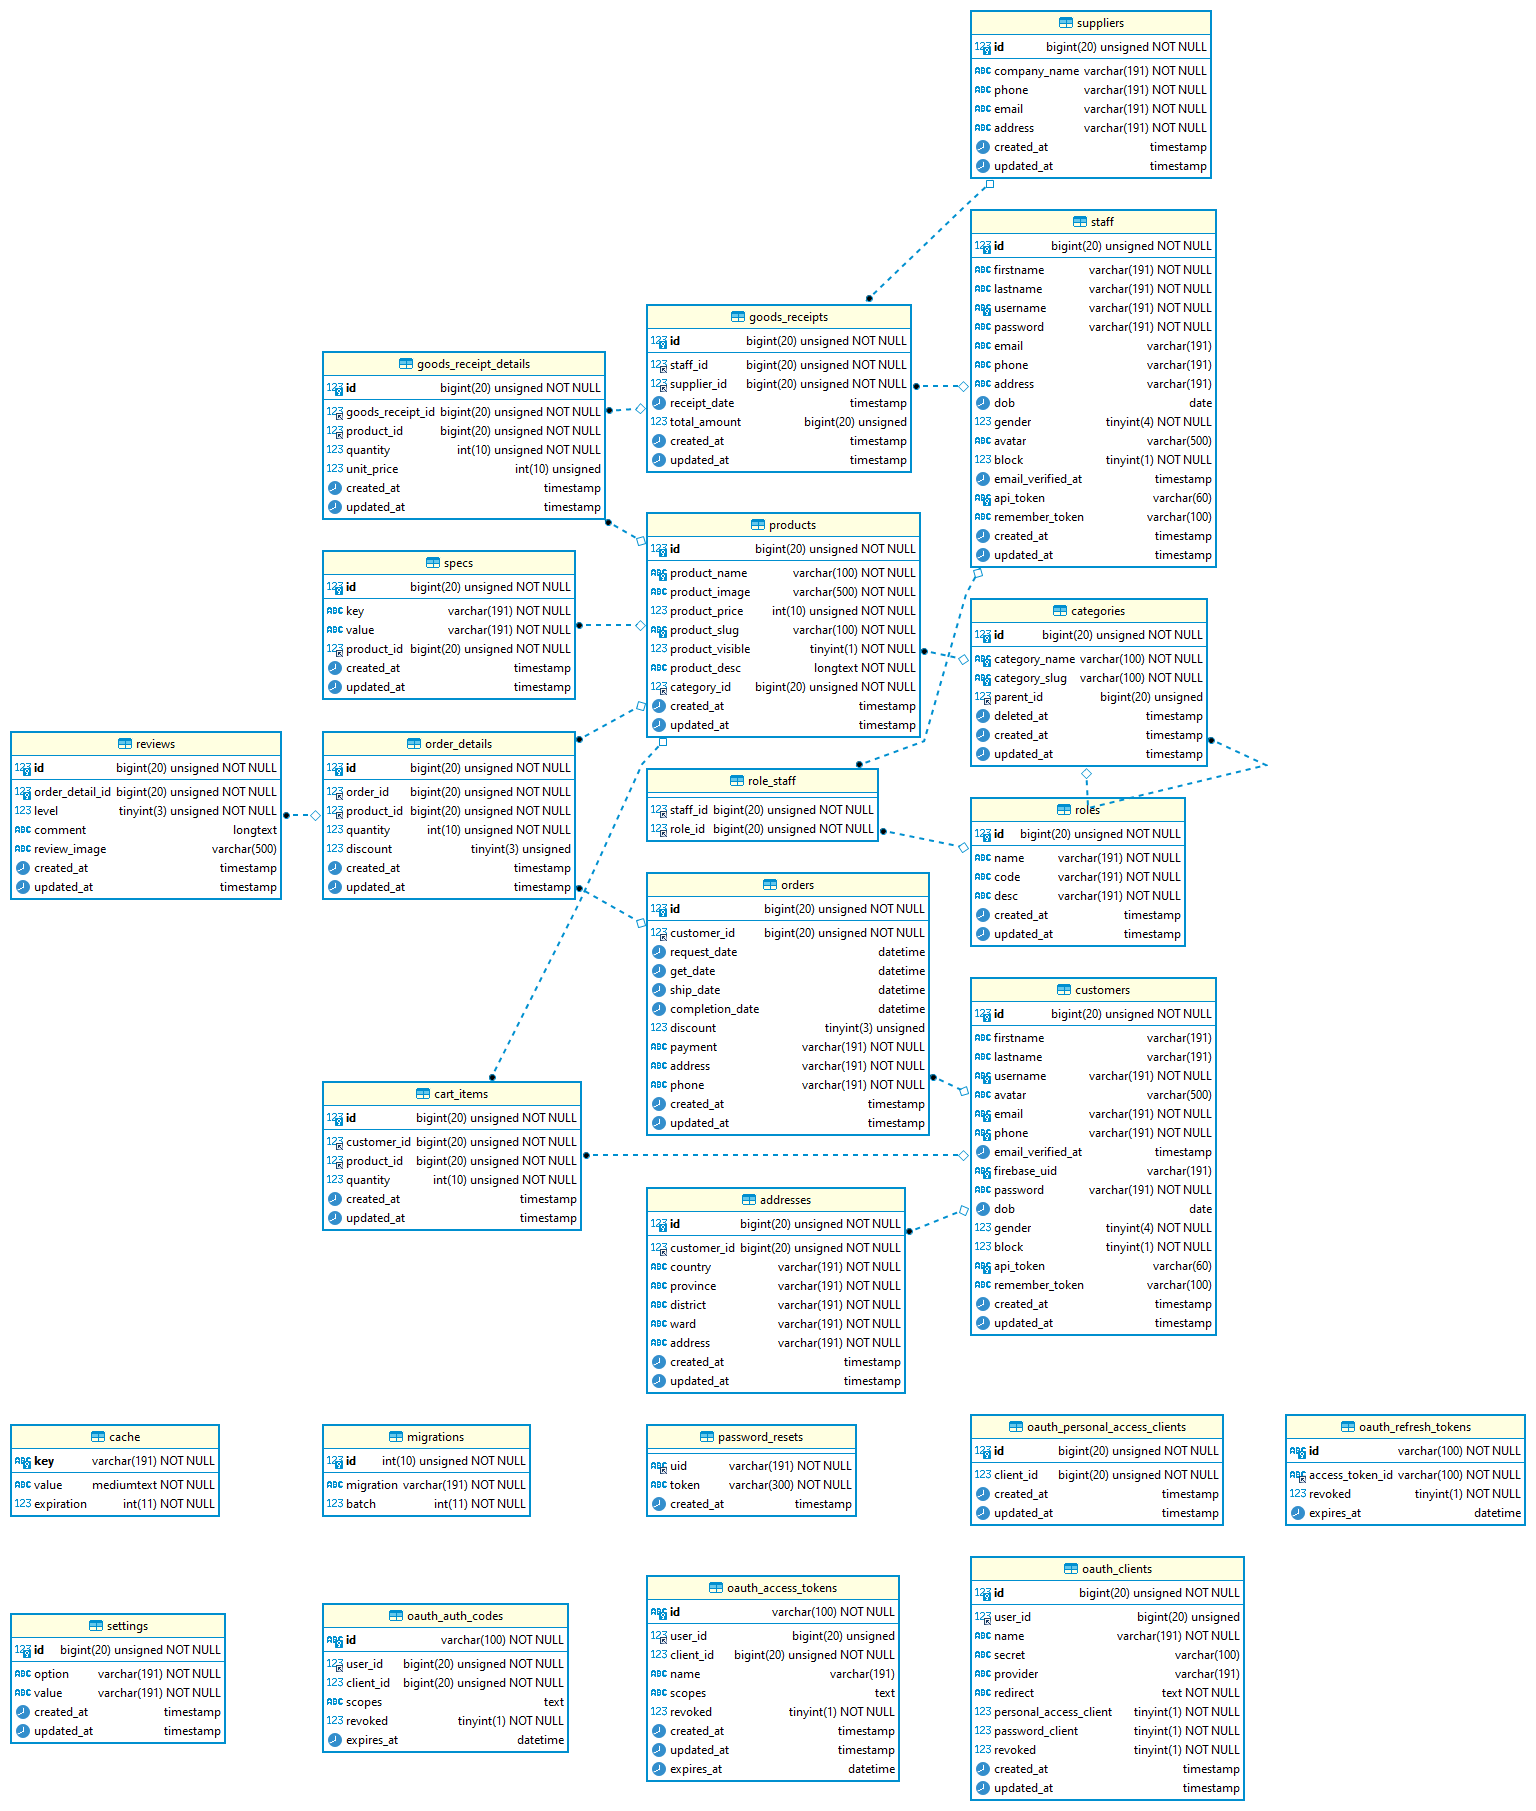 suppliers
id bigint(20) unsigned NOT NULL
company_name varchar(191) NOT NULL
phone varchar(191) NOT NULL
email varchar(191) NOT NULL
address varchar(191) NOT NULL
created_at timestamp
updated_at timestamp
staff
id bigint(20) unsigned NOT NULL
firstname varchar(191) NOT NULL
lastname varchar(191) NOT NULL
username varchar(191) NOT NULL
password varchar(191) NOT NULL
email varchar(191)
phone varchar(191)
address varchar(191)
dob date
gender tinyint(4) NOT NULL
avatar varchar(500)
block tinyint(1) NOT NULL
email_verified_at timestamp
api_token varchar(60)
remember_token varchar(100)
created_at timestamp
updated_at timestamp
goods_receipts
id bigint(20) unsigned NOT NULL
staff_id bigint(20) unsigned NOT NULL
supplier_id bigint(20) unsigned NOT NULL
receipt_date timestamp
total_amount bigint(20) unsigned
created_at timestamp
updated_at timestamp
goods_receipt_details
id bigint(20) unsigned NOT NULL
goods_receipt_id bigint(20) unsigned NOT NULL
product_id bigint(20) unsigned NOT NULL
quantity int(10) unsigned NOT NULL
unit_price int(10) unsigned
created_at timestamp
updated_at timestamp
products
id bigint(20) unsigned NOT NULL
product_name varchar(100) NOT NULL
product_image varchar(500) NOT NULL
product_price int(10) unsigned NOT NULL
product_slug varchar(100) NOT NULL
product_visible tinyint(1) NOT NULL
product_desc longtext NOT NULL
category_id bigint(20) unsigned NOT NULL
created_at timestamp
updated_at timestamp
specs
id bigint(20) unsigned NOT NULL
key varchar(191) NOT NULL
value varchar(191) NOT NULL
product_id bigint(20) unsigned NOT NULL
created_at timestamp
updated_at timestamp
categories
id bigint(20) unsigned NOT NULL
category_name varchar(100) NOT NULL
category_slug varchar(100) NOT NULL
parent_id bigint(20) unsigned
deleted_at timestamp
created_at timestamp
updated_at timestamp
reviews
id bigint(20) unsigned NOT NULL
order_detail_id bigint(20) unsigned NOT NULL
level tinyint(3) unsigned NOT NULL
comment longtext
review_image varchar(500)
created_at timestamp
updated_at timestamp
order_details
id bigint(20) unsigned NOT NULL
order_id bigint(20) unsigned NOT NULL
product_id bigint(20) unsigned NOT NULL
quantity int(10) unsigned NOT NULL
discount tinyint(3) unsigned
created_at timestamp
updated_at timestamp
role_staff
staff_id bigint(20) unsigned NOT NULL
role_id bigint(20) unsigned NOT NULL
roles
id bigint(20) unsigned NOT NULL
name varchar(191) NOT NULL
code varchar(191) NOT NULL
desc varchar(191) NOT NULL
created_at timestamp
updated_at timestamp
orders
id bigint(20) unsigned NOT NULL
customer_id bigint(20) unsigned NOT NULL
request_date datetime
get_date datetime
ship_date datetime
completion_date datetime
discount tinyint(3) unsigned
payment varchar(191) NOT NULL
address varchar(191) NOT NULL
phone varchar(191) NOT NULL
created_at timestamp
updated_at timestamp
customers
id bigint(20) unsigned NOT NULL
firstname varchar(191)
lastname varchar(191)
username varchar(191) NOT NULL
avatar varchar(500)
email varchar(191) NOT NULL
phone varchar(191) NOT NULL
email_verified_at timestamp
firebase_uid varchar(191)
password varchar(191) NOT NULL
dob date
gender tinyint(4) NOT NULL
block tinyint(1) NOT NULL
api_token varchar(60)
remember_token varchar(100)
created_at timestamp
updated_at timestamp
cart_items
id bigint(20) unsigned NOT NULL
customer_id bigint(20) unsigned NOT NULL
product_id bigint(20) unsigned NOT NULL
quantity int(10) unsigned NOT NULL
created_at timestamp
updated_at timestamp
addresses
id bigint(20) unsigned NOT NULL
customer_id bigint(20) unsigned NOT NULL
country varchar(191) NOT NULL
province varchar(191) NOT NULL
district varchar(191) NOT NULL
ward varchar(191) NOT NULL
address varchar(191) NOT NULL
created_at timestamp
updated_at timestamp
cache
key varchar(191) NOT NULL
value mediumtext NOT NULL
expiration int(11) NOT NULL
migrations
id int(10) unsigned NOT NULL
migration varchar(191) NOT NULL
batch int(11) NOT NULL
password_resets
uid varchar(191) NOT NULL
token varchar(300) NOT NULL
created_at timestamp
oauth_personal_access_clients
id bigint(20) unsigned NOT NULL
client_id bigint(20) unsigned NOT NULL
created_at timestamp
updated_at timestamp
oauth_refresh_tokens
id varchar(100) NOT NULL
access_token_id varchar(100) NOT NULL
revoked tinyint(1) NOT NULL
expires_at datetime
settings
id bigint(20) unsigned NOT NULL
option varchar(191) NOT NULL
value varchar(191) NOT NULL
created_at timestamp
updated_at timestamp
oauth_auth_codes
id varchar(100) NOT NULL
user_id bigint(20) unsigned NOT NULL
client_id bigint(20) unsigned NOT NULL
scopes text
revoked tinyint(1) NOT NULL
expires_at datetime
oauth_access_tokens
id varchar(100) NOT NULL
user_id bigint(20) unsigned
client_id bigint(20) unsigned NOT NULL
name varchar(191)
scopes text
revoked tinyint(1) NOT NULL
created_at timestamp
updated_at timestamp
expires_at datetime
oauth_clients
id bigint(20) unsigned NOT NULL
user_id bigint(20) unsigned
name varchar(191) NOT NULL
secret varchar(100)
provider varchar(191)
redirect text NOT NULL
personal_access_client tinyint(1) NOT NULL
password_client tinyint(1) NOT NULL
revoked tinyint(1) NOT NULL
created_at timestamp
updated_at timestamp